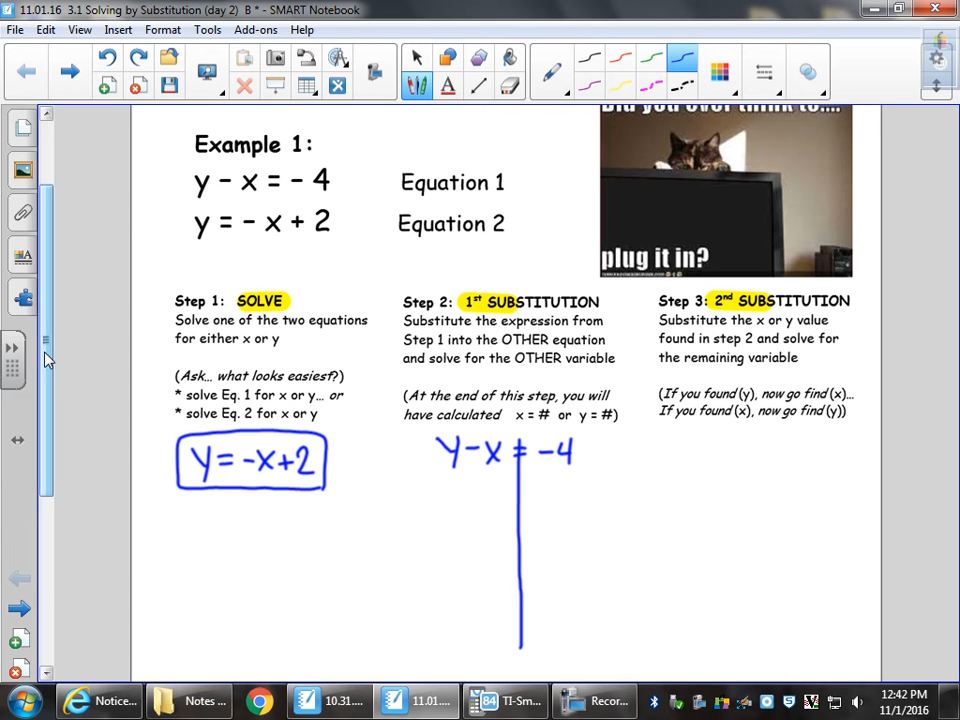 11.01.16 3.1 Solving by Substitution (day 2) B * - SMART Notebook
File Edit View Insert Format Tools Add-ons Help
Did you ever think to....
plug it in?
Example 1:
y - x = - 4 Equation 1
y = - x + 2 Equation 2
Step 1: SOLVE
Solve one of the two equations
for either x or y
(Ask... what looks easiest?)
* solve Eq. 1 for x or y... or
* solve Eq. 2 for x or y
y = -x+2
Step 2: 1st SUBSTITUTION
Substitute the expression from
Step 1 into the OTHER equation
and solve for the OTHER variable
(At the end of this step, you will
have calculated x = # or y = #)
y - x = -4
Step 3: 2nd SUBSTITUTION
Substitute the x or y value
found in step 2 and solve for
the remaining variable
(If you found (y), now go find (x)...
If you found (x), now go find (y))
Notice... Notes ... 10.31.... 11.01.... 84 TI-Sm... Recor...
12:42 PM
11/1/2016